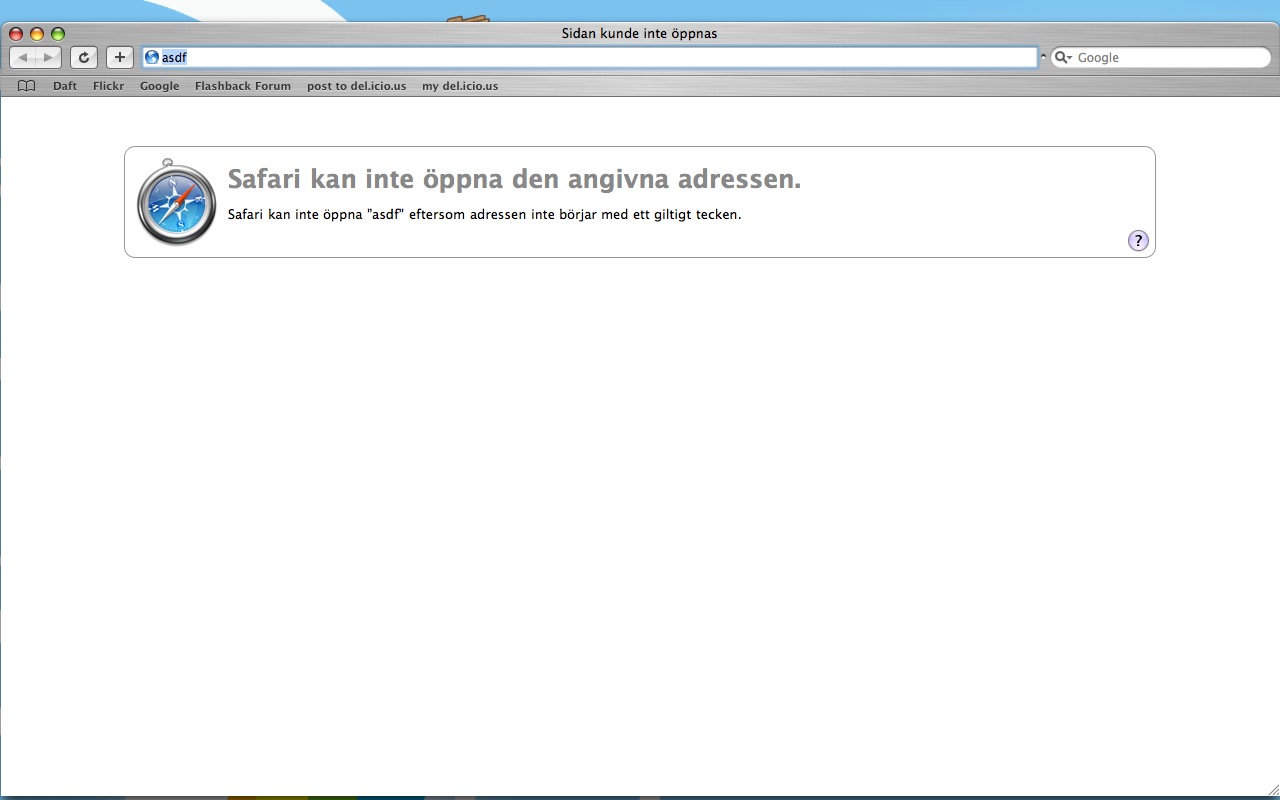 Sidan kunde inte öppnas
asdf
Google
Daft Flickr Google Flashback Forum post to del.icio.us my del.icio.us
Safari kan inte öppna den angivna adressen.
Safari kan inte öppna ”asdf” eftersom adressen inte börjar med ett giltigt tecken.
?